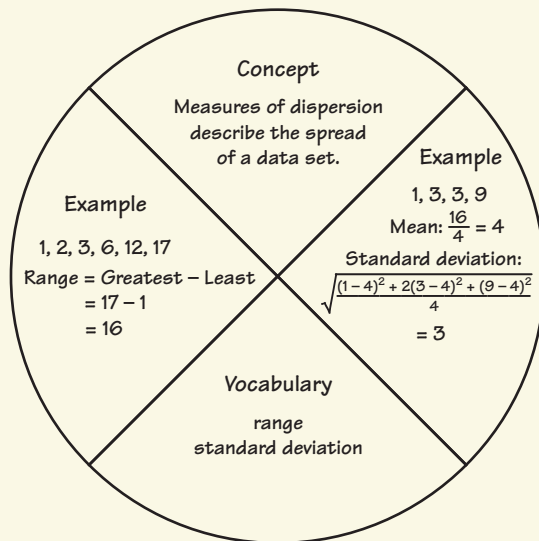 Concept
Measures of dispersion
describe the spread
of a data set.
Example
1, 2, 3, 6, 12, 17
Range = Greatest – Least
= 17 – 1
= 16
Example
1, 3, 3, 9
Mean: 16/4 = 4
Standard deviation:
√((1 – 4)² + 2(3 – 4)² + (9 – 4)²/4)
= 3
Vocabulary
range
standard deviation